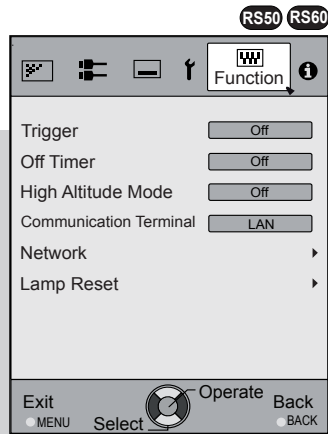 RS50 RS60
Function
Trigger Off
Off Timer Off
High Altitude Mode Off
Communication Terminal LAN
Network
Lamp Reset
Exit Operate Back
MENU Select BACK